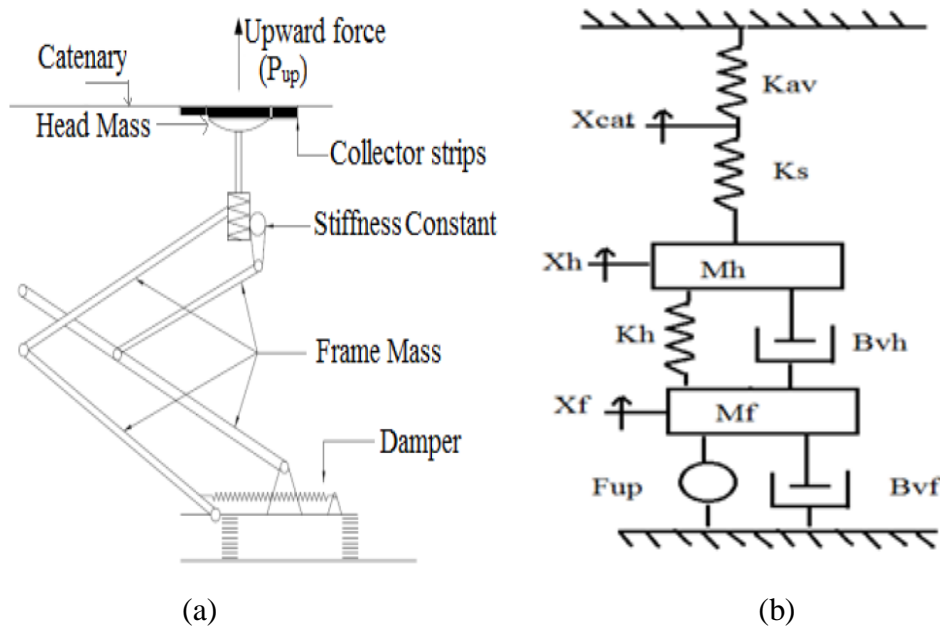 Upward force
(Pup)
Catenary
Head Mass
Collector strips
Stiffness Constant
Frame Mass
Damper
(a)
Kav
Xcat
Ks
Xh
Mh
Kh
Bvh
Xf
Mf
Fup
Bvf
(b)